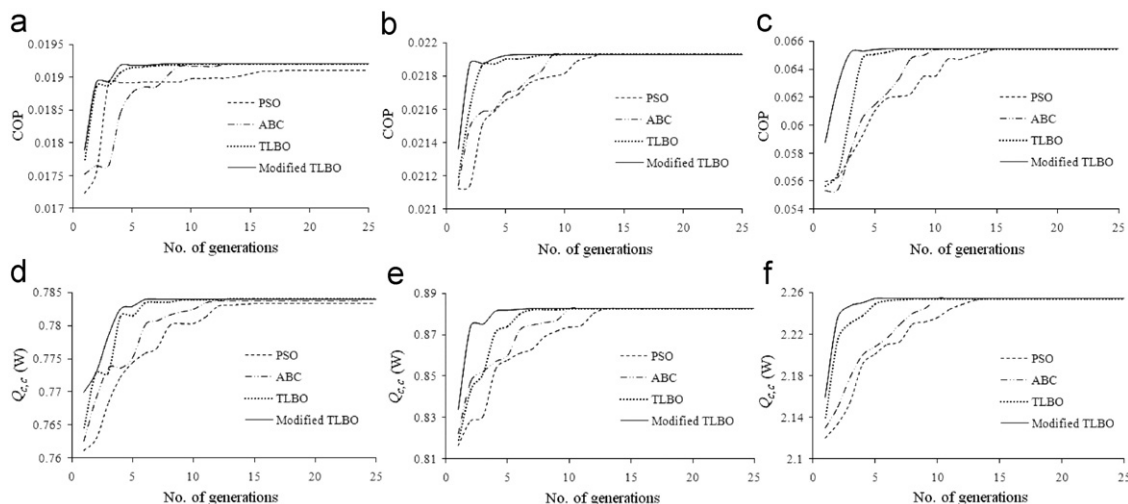 a
0.0195
0.019
0.0185
0.018
0.0175
0.017
COP
PSO
ABC
TLBO
Modified TLBO
0 5 10 15 20 25
No. of generations
b
0.022
0.0218
0.0216
0.0214
0.0212
0.021
COP
PSO
ABC
TLBO
Modified TLBO
0 5 10 15 20 25
No. of generations
c
0.066
0.064
0.062
0.06
0.058
0.056
0.054
COP
PSO
ABC
TLBO
Modified TLBO
0 5 10 15 20 25
No. of generations
d
0.785
0.78
0.775
0.77
0.765
0.76
Qc,c (W)
PSO
ABC
TLBO
Modified TLBO
0 5 10 15 20 25
No. of generations
e
0.89
0.87
0.85
0.83
0.81
Qc,c (W)
PSO
ABC
TLBO
Modified TLBO
0 5 10 15 20 25
No. of generations
f
2.26
2.22
2.18
2.14
2.1
Qc,c (W)
PSO
ABC
TLBO
Modified TLBO
0 5 10 15 20 25
No. of generations